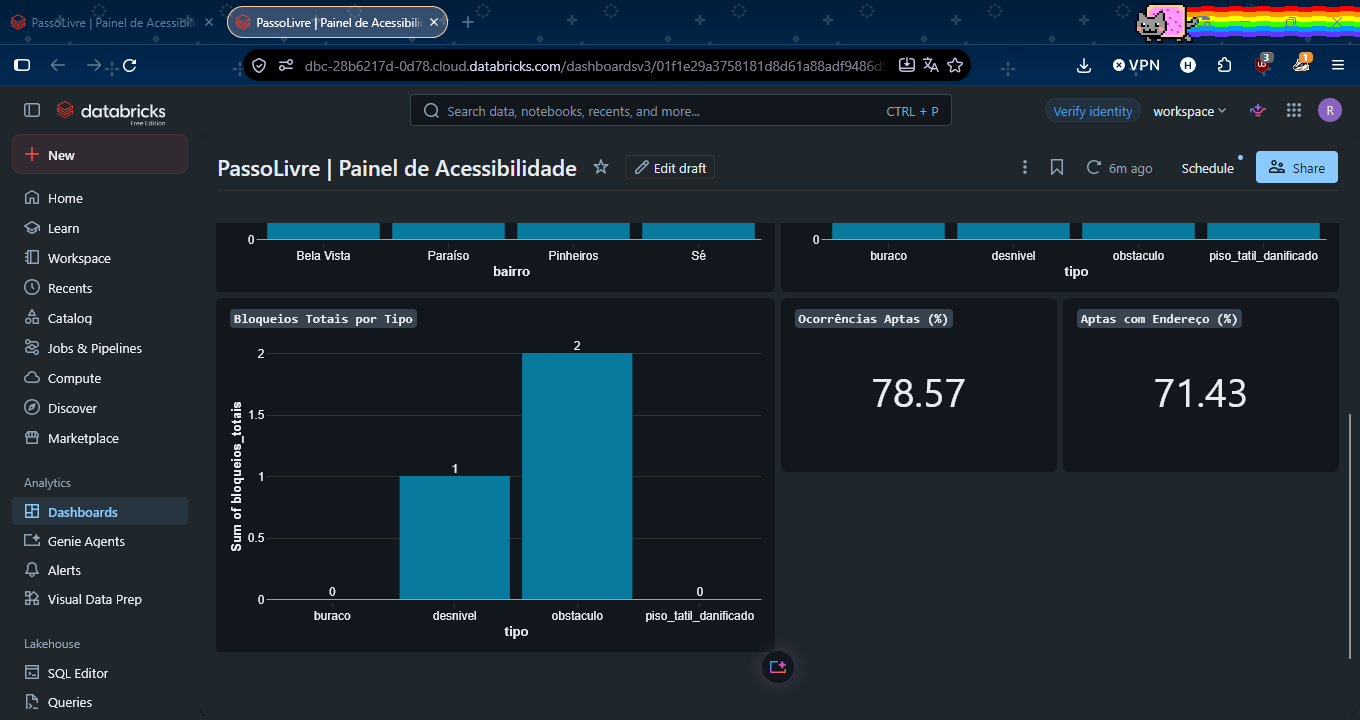 PassoLivre | Painel de Acessibili
PassoLivre | Painel de Acessibili
dbc-28b6217d-0d78.cloud.databricks.com/dashboardsv3/01f1e29a3758181d8d61a88adf9486d
VPN
H
3
1
databricks
Free Edition
Search data, notebooks, recents, and more...
CTRL + P
Verify identity
workspace
R
New
Home
Learn
Workspace
Recents
Catalog
Jobs & Pipelines
Compute
Discover
Marketplace
Analytics
Dashboards
Genie Agents
Alerts
Visual Data Prep
Lakehouse
SQL Editor
Queries
PassoLivre | Painel de Acessibilidade
Edit draft
6m ago
Schedule
Share
0
Bela Vista Paraíso Pinheiros Sé
bairro
0
buraco desnivel obstaculo piso_tatil_danificado
tipo
Bloqueios Totais por Tipo
Sum of bloqueios_totais
2
1.5
1
0.5
0
0 1 2 0
buraco desnivel obstaculo piso_tatil_danificado
tipo
Ocorrências Aptas (%)
78.57
Aptas com Endereço (%)
71.43